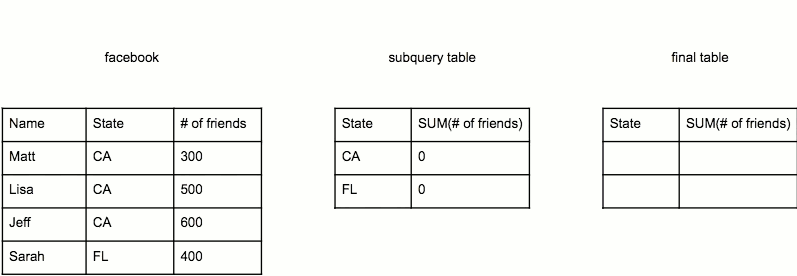 facebook subquery table final table
Name State # of friends State SUM(# of friends) State SUM(# of friends)
Matt CA 300 CA 0
Lisa CA 500 FL 0
Jeff CA 600
Sarah FL 400